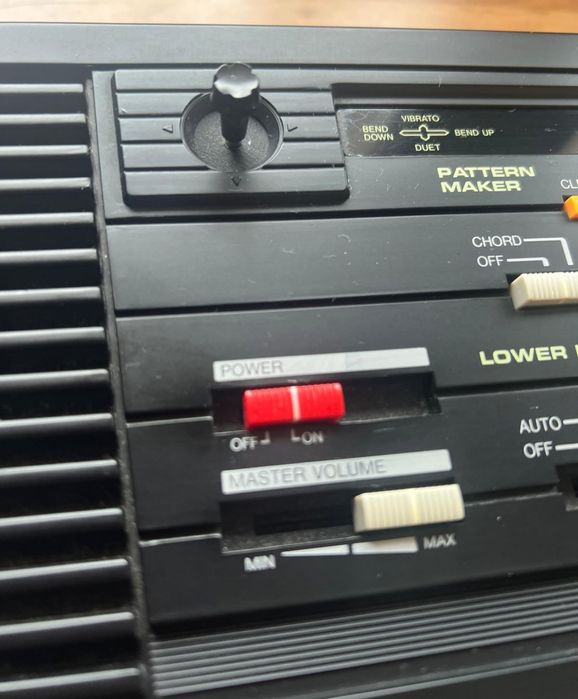 VIBRATO
BEND
DOWN
BEND UP
DUET
PATTERN
MAKER
CHORD
OFF
POWER
LOWER
OFF
ON
AUTO
OFF
MASTER VOLUME
MIN
MAX